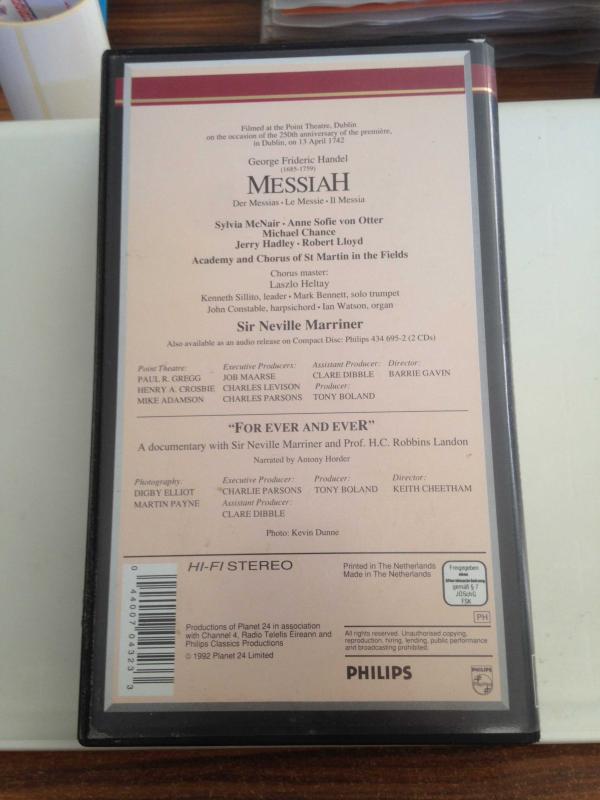 Filmed at the Point Theatre, Dublin
on the occasion of the 250th anniversary of the première,
in Dublin, on 13 April 1742
George Frideric Handel
(1685-1759)
MESSIAH
Der Messias · Le Messie · Il Messia
Sylvia McNair · Anne Sofie von Otter
Michael Chance
Jerry Hadley · Robert Lloyd
Academy and Chorus of St Martin in the Fields
Chorus master:
Laszlo Heltay
Kenneth Sillito, leader · Mark Bennett, solo trumpet
John Constable, harpsichord · Ian Watson, organ
Sir Neville Marriner
Also available as an audio release on Compact Disc: Philips 434 695-2 (2 CDs)
Point Theatre: Executive Producers: Assistant Producer: Director:
PAUL R. GREGG JOB MAARSE CLARE DIBBLE BARRIE GAVIN
HENRY A. CROSBIE CHARLES LEVISON Producer:
MIKE ADAMSON CHARLES PARSONS TONY BOLAND
"FOR EVER AND EVER"
A documentary with Sir Neville Marriner and Prof. H.C. Robbins Landon
Narrated by Antony Horder
Photography: Executive Producer: Producer: Director:
DIGBY ELLIOT CHARLIE PARSONS TONY BOLAND KEITH CHEETHAM
MARTIN PAYNE Assistant Producer:
CLARE DIBBLE
Photo: Kevin Dunne
HI-FI STEREO
Printed in The Netherlands
Made in The Netherlands
Freigegeben
ohne
Altersbeschränkung
gemäß § 7
JÖSchG
FSK
PH
0 44007 04323 3
Productions of Planet 24 in association
with Channel 4, Radio Telefis Eireann and
Philips Classics Productions
© 1992 Planet 24 Limited
All rights reserved. Unauthorised copying,
reproduction, hiring, lending, public performance
and broadcasting prohibited.
PHILIPS
PHILIPS